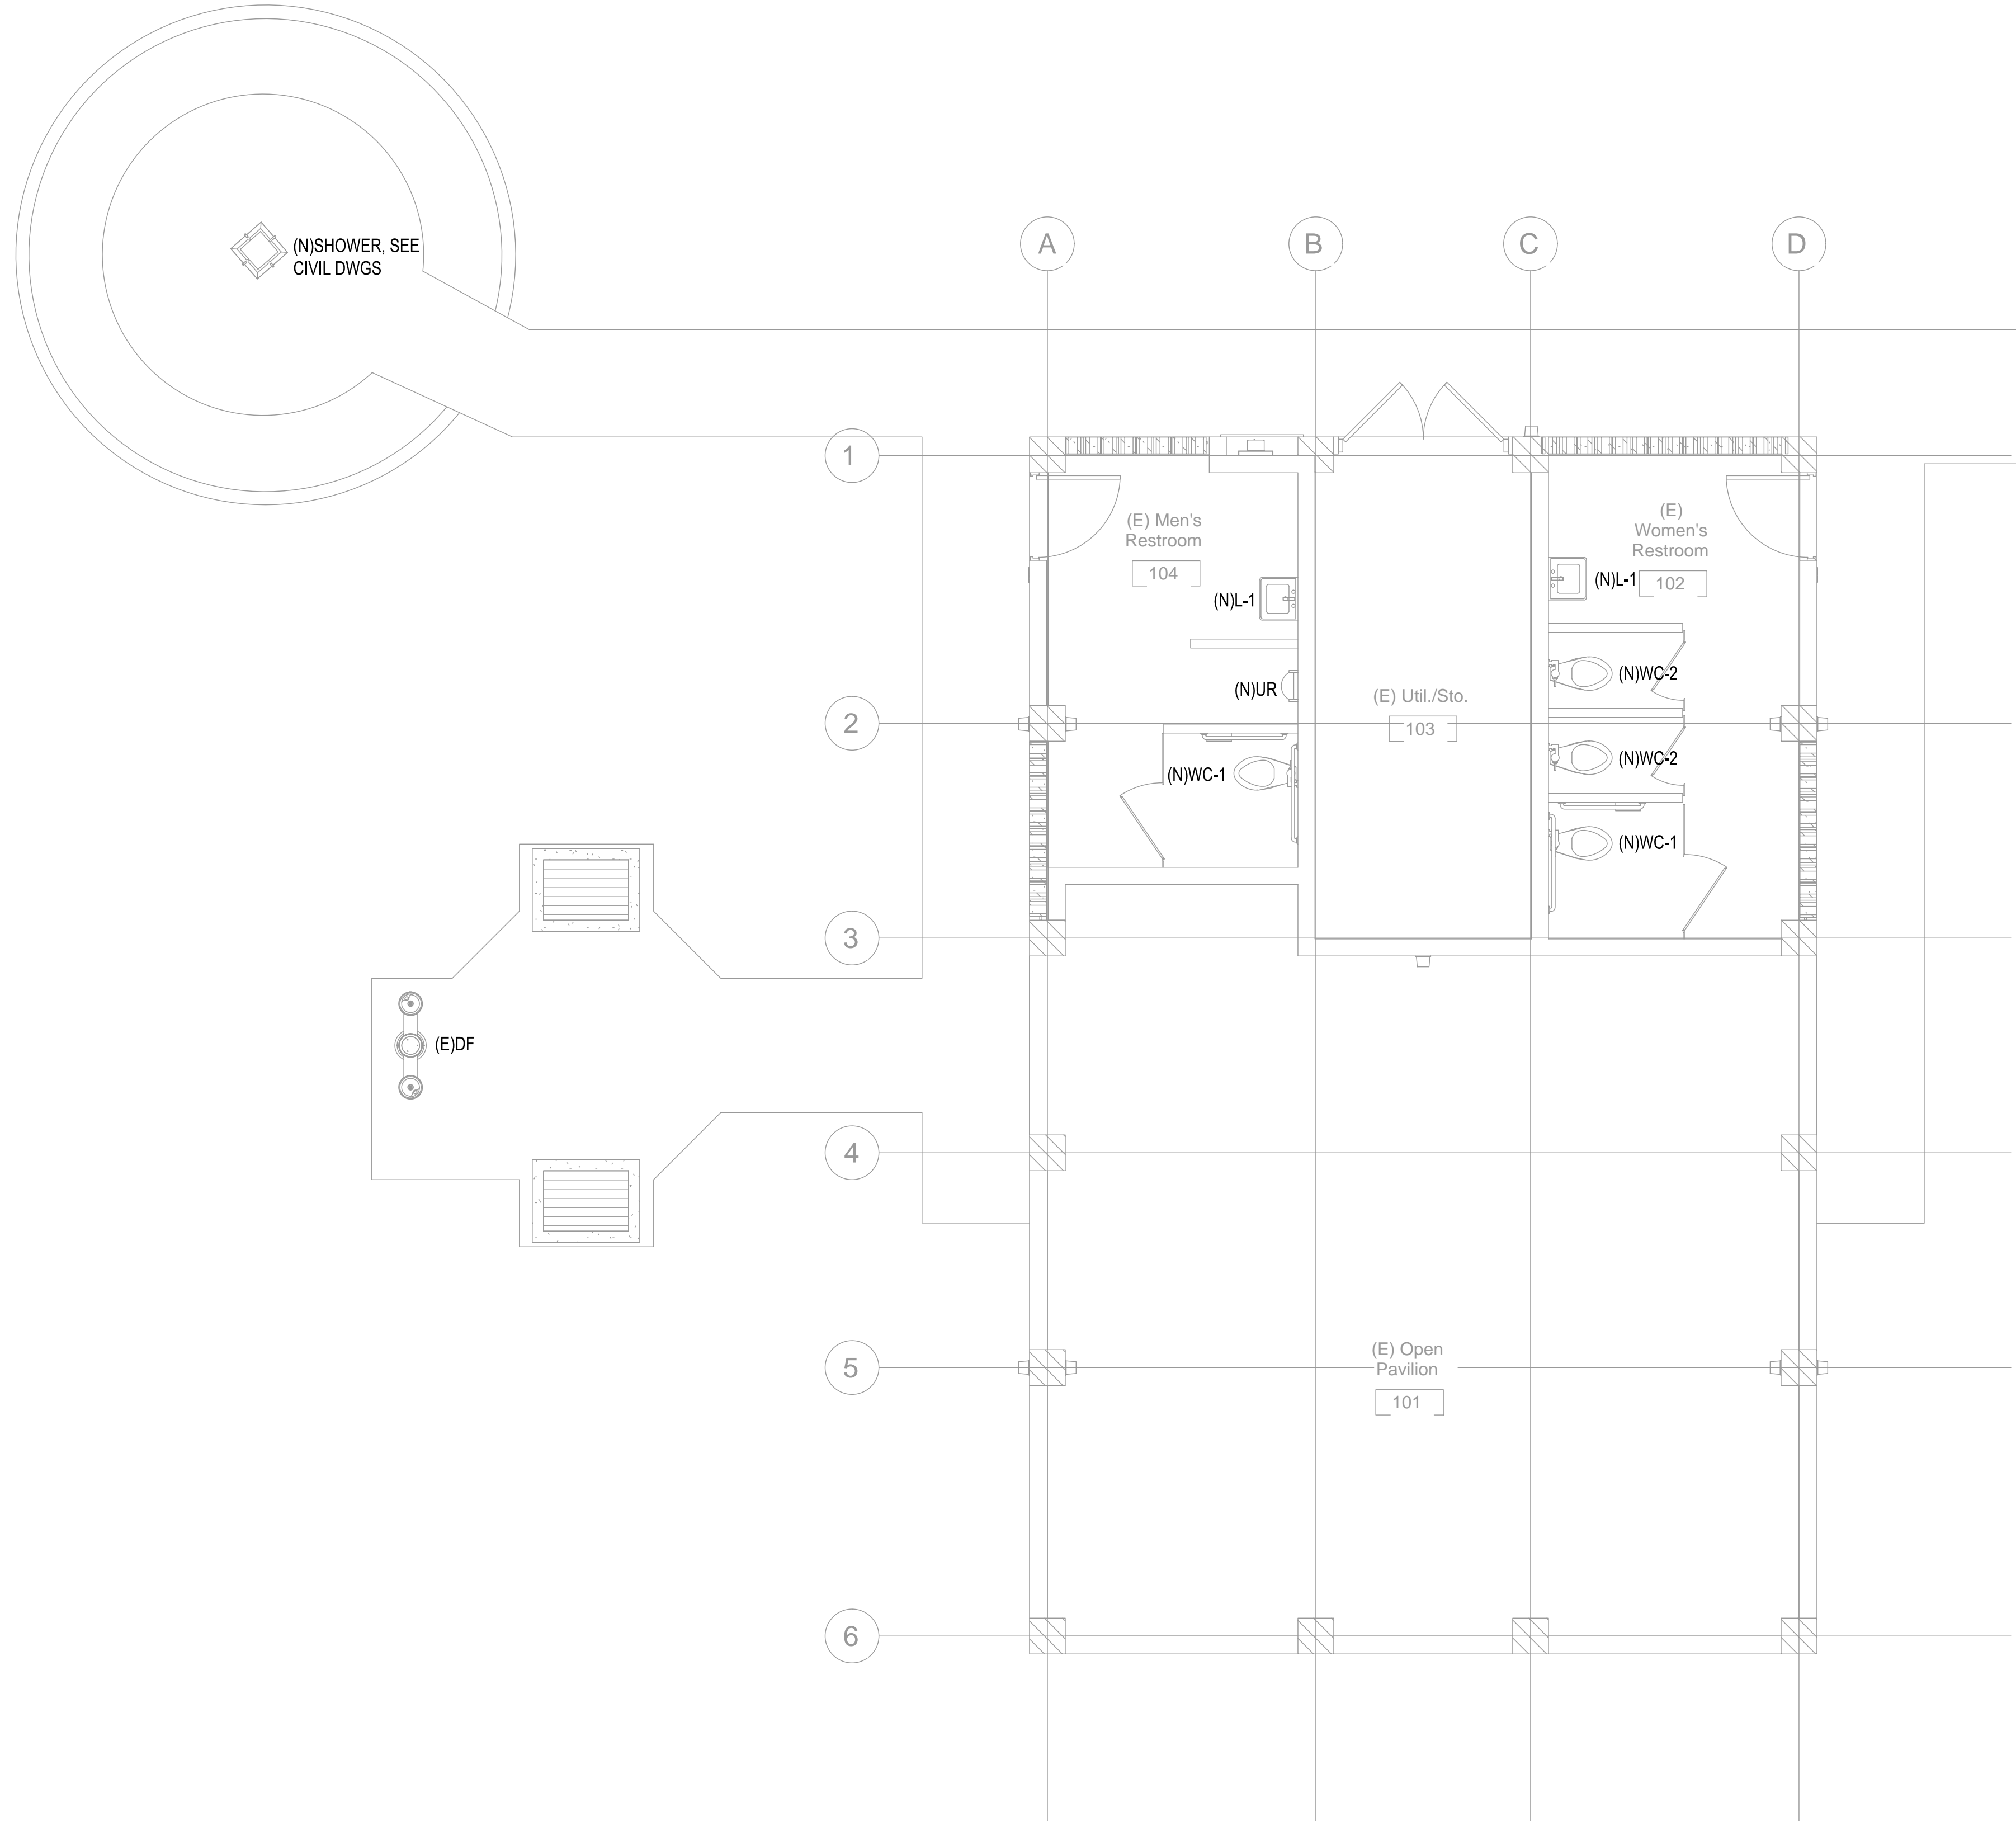 (N)SHOWER, SEE
CIVIL DWGS
A
B
C
D
1
(E) Men's
Restroom
104
(E)
Women's
Restroom
102
(N)L-1
(N)L-1
(N)UR
(N)WC-2
(E) Util./Sto.
103
2
(N)WC-1
(N)WC-2
(N)WC-1
3
(E)DF
4
5
(E) Open
Pavilion
101
6